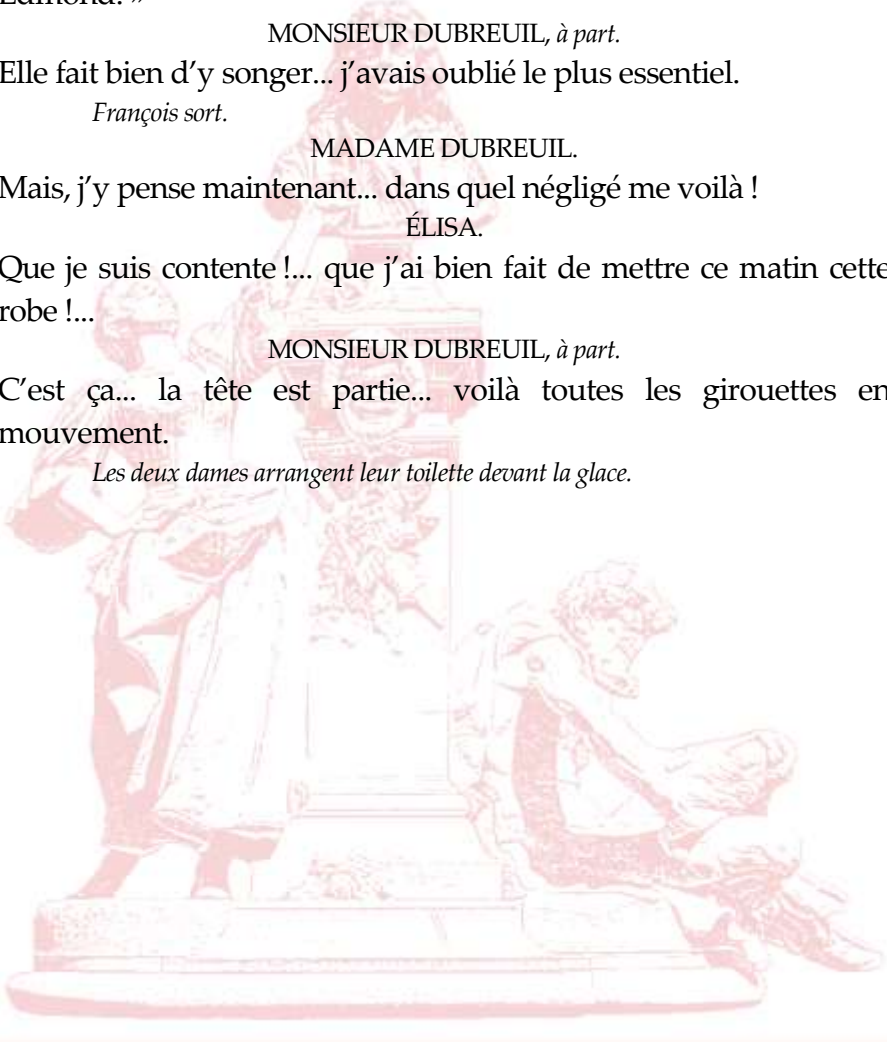 Edmond. »
MONSIEUR DUBREUIL, à part.
Elle fait bien d’y songer... j’avais oublié le plus essentiel.
François sort.
MADAME DUBREUIL.
Mais, j’y pense maintenant... dans quel négligé me voilà !
ÉLISA.
Que je suis contente !... que j’ai bien fait de mettre ce matin cette
robe !...
MONSIEUR DUBREUIL, à part.
C’est ça... la tête est partie... voilà toutes les girouettes en
mouvement.
Les deux dames arrangent leur toilette devant la glace.